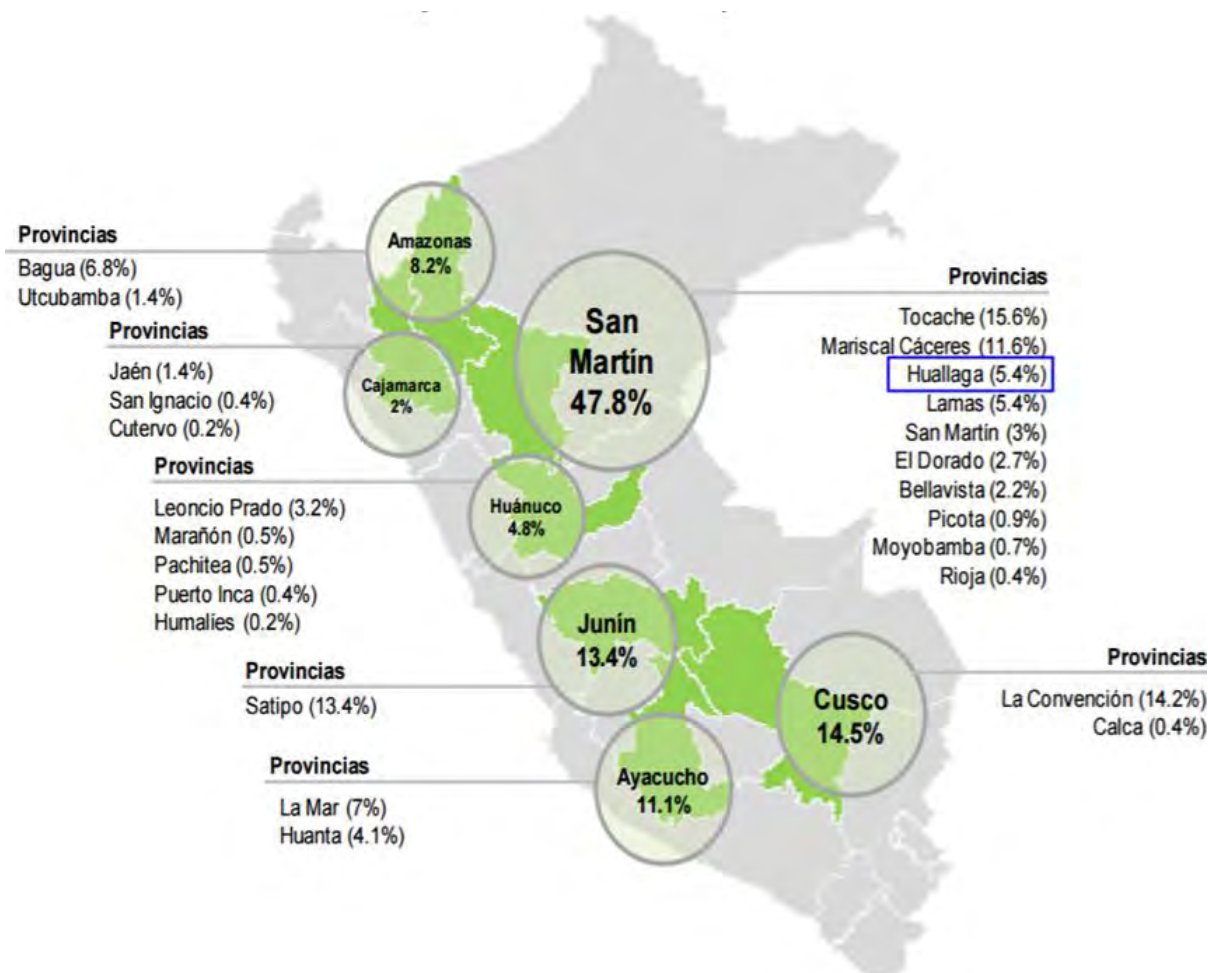 Provincias
Bagua (6.8%)
Utcubamba (1.4%)
Amazonas
8.2%
Provincias
Jaén (1.4%)
San Ignacio (0.4%)
Cutervo (0.2%)
Cajamarca
2%
San
Martín
47.8%
Provincias
Tocache (15.6%)
Mariscal Cáceres (11.6%)
Huallaga (5.4%)
Lamas (5.4%)
San Martín (3%)
El Dorado (2.7%)
Bellavista (2.2%)
Picota (0.9%)
Moyobamba (0.7%)
Rioja (0.4%)
Provincias
Leoncio Prado (3.2%)
Marañón (0.5%)
Pachitea (0.5%)
Puerto Inca (0.4%)
Humalíes (0.2%)
Huánuco
4.8%
Junín
13.4%
Provincias
Satipo (13.4%)
Cusco
14.5%
Provincias
La Convención (14.2%)
Calca (0.4%)
Provincias
La Mar (7%)
Huanta (4.1%)
Ayacucho
11.1%